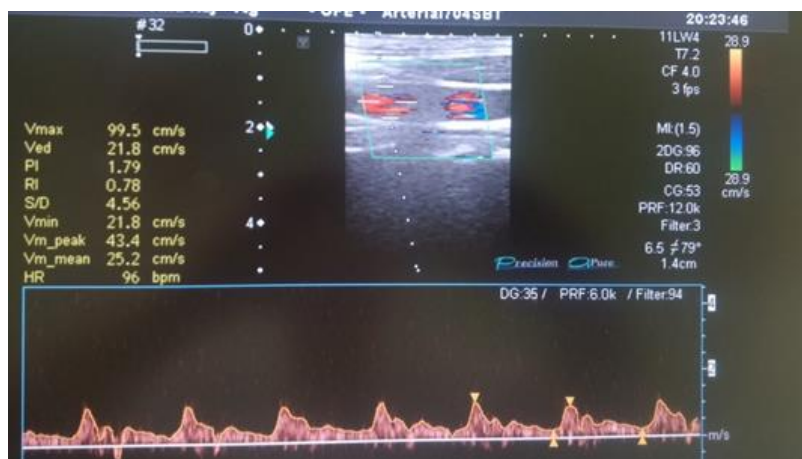 Arterial704SBT
20:23:46
#32
0
11LW4
T7.2
CF 4.0
3 fps
28.9
Vmax 99.5 cm/s
Ved 21.8 cm/s
PI 1.79
RI 0.78
S/D 4.56
Vmin 21.8 cm/s
Vm_peak 43.4 cm/s
Vm_mean 25.2 cm/s
HR 96 bpm
2
4
MI:(1.5)
2DG:96
DR:60
CG:53
PRF:12.0k
Filter:3
28.9
cm/s
6.5 ≠79°
1.4cm
Precision APure
DG:35 / PRF:6.0k / Filter:94
m/s